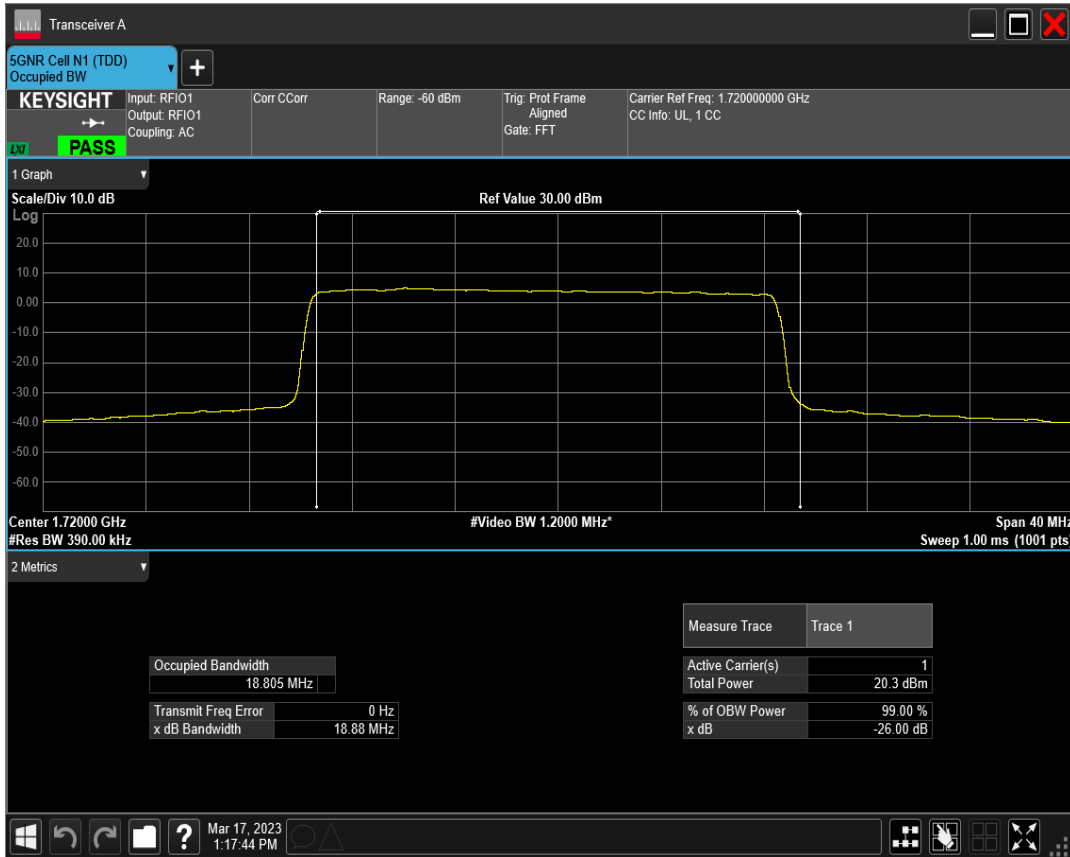 Transceiver A
5GNR Cell N1 (TDD)
Occupied BW
+
KEYSIGHT
LXI
PASS
Input: RFIO1
Output: RFIO1
Coupling: AC
Corr CCorr
Range: -60 dBm
Trig: Prot Frame
Aligned
Gate: FFT
Carrier Ref Freq: 1.720000000 GHz
CC Info: UL, 1 CC
1 Graph
Scale/Div 10.0 dB
Ref Value 30.00 dBm
Log
20.0
10.0
0.00
-10.0
-20.0
-30.0
-40.0
-50.0
-60.0
Center 1.72000 GHz
#Video BW 1.2000 MHz*
Span 40 MHz
#Res BW 390.00 kHz
Sweep 1.00 ms (1001 pts)
2 Metrics
Measure Trace Trace 1
Occupied Bandwidth
18.805 MHz
Active Carrier(s) 1
Total Power 20.3 dBm
Transmit Freq Error 0 Hz
x dB Bandwidth 18.88 MHz
% of OBW Power 99.00 %
x dB -26.00 dB
?
Mar 17, 2023
1:17:44 PM